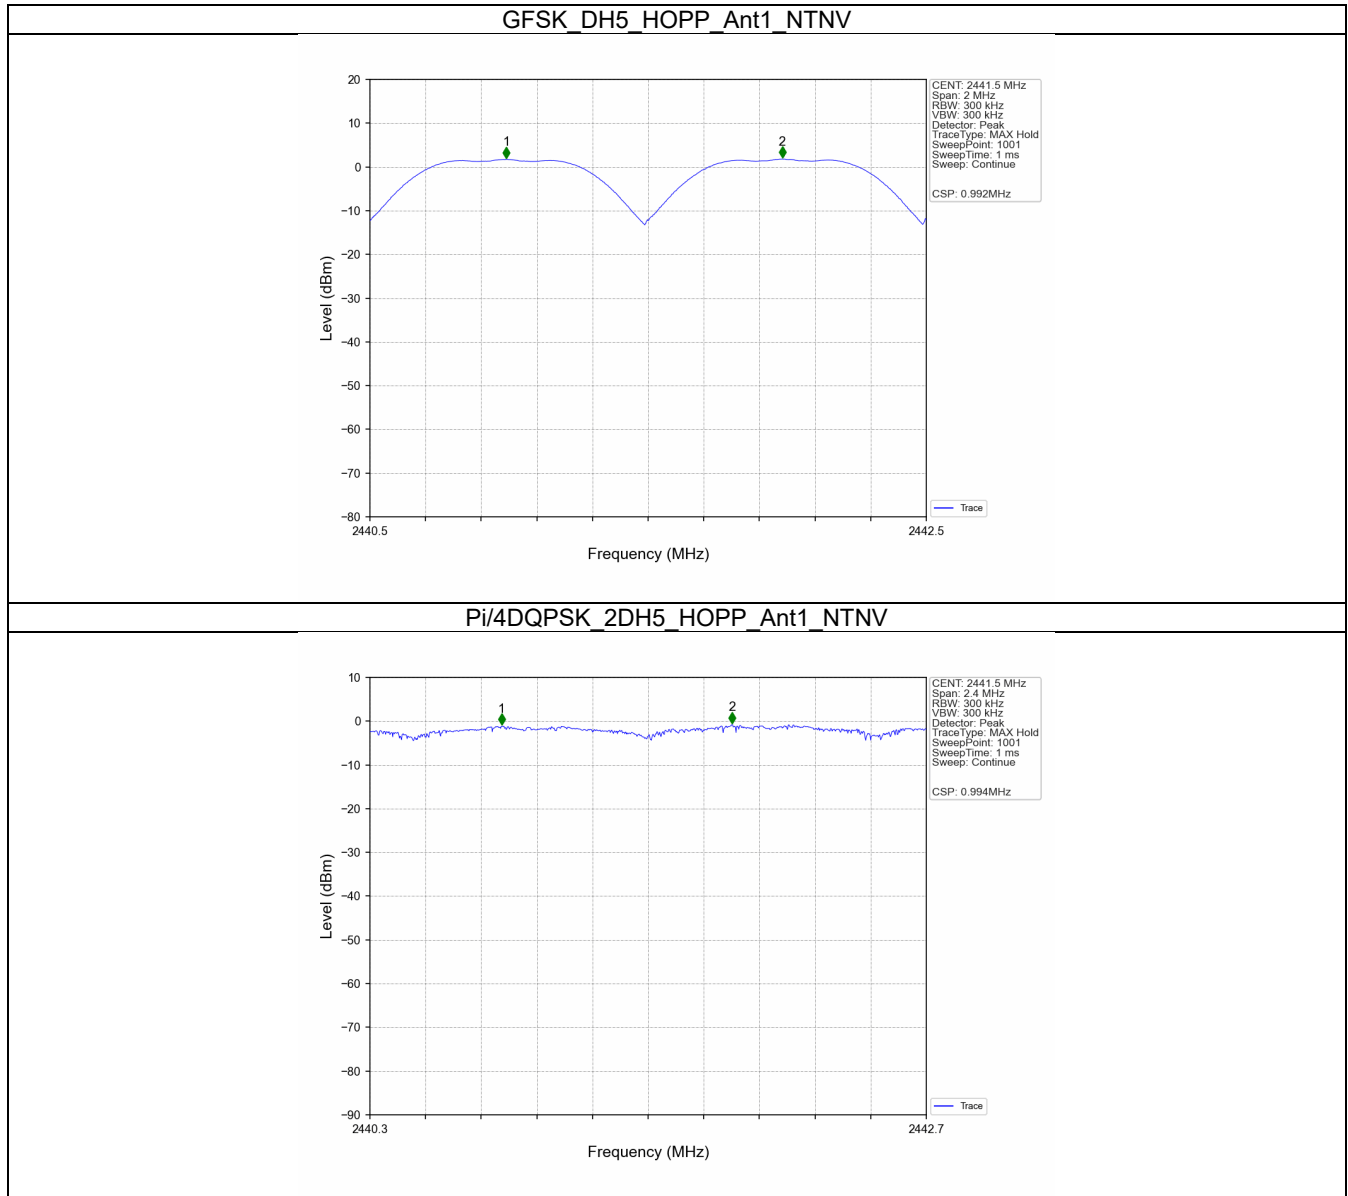 GFSK_DH5_HOPP_Ant1_NTNV
20
10
0
−10
−20
−30
−40
−50
−60
−70
−80
Level (dBm)
1
2
2440.5
2442.5
Frequency (MHz)
CENT: 2441.5 MHz
Span: 2 MHz
RBW: 300 kHz
VBW: 300 kHz
Detector: Peak
TraceType: MAX Hold
SweepPoint: 1001
SweepTime: 1 ms
Sweep: Continue
CSP: 0.992MHz
Trace
Pi/4DQPSK_2DH5_HOPP_Ant1_NTNV
10
0
−10
−20
−30
−40
−50
−60
−70
−80
−90
Level (dBm)
1
2
2440.3
2442.7
Frequency (MHz)
CENT: 2441.5 MHz
Span: 2.4 MHz
RBW: 300 kHz
VBW: 300 kHz
Detector: Peak
TraceType: MAX Hold
SweepPoint: 1001
SweepTime: 1 ms
Sweep: Continue
CSP: 0.994MHz
Trace